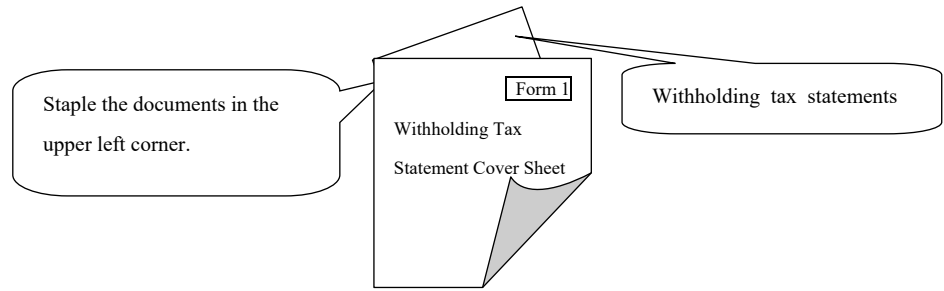 Staple the documents in the
upper left corner.
Form 1
Withholding Tax
Statement Cover Sheet
Withholding tax statements